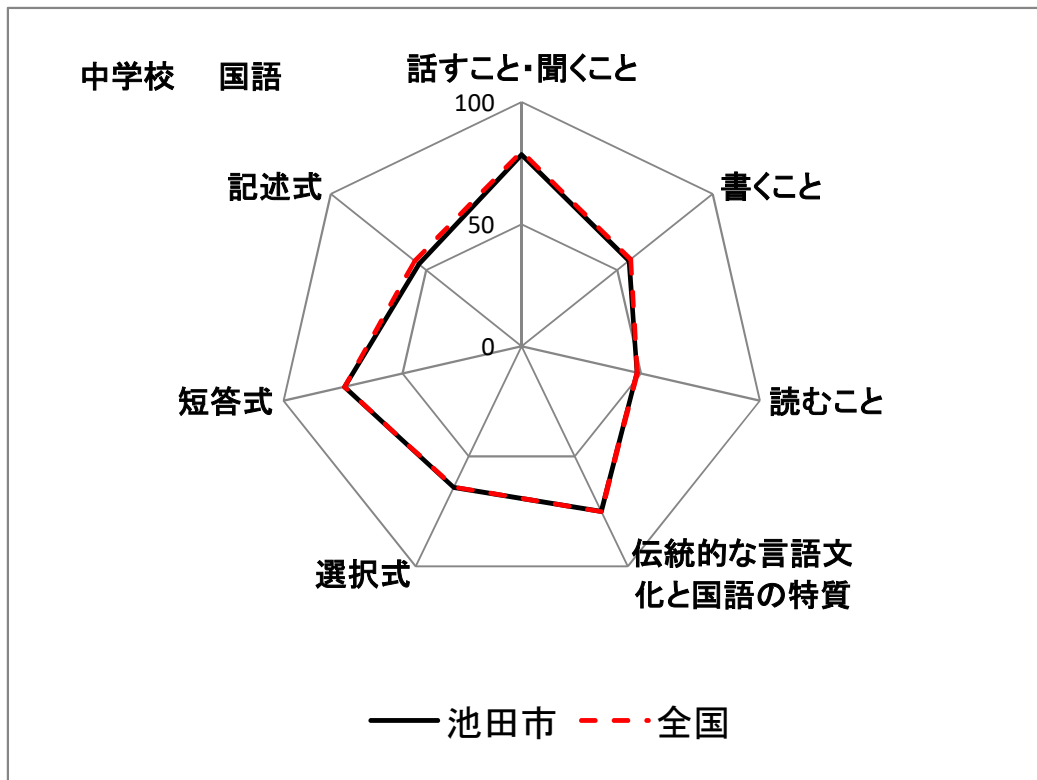 中学校 国語
話すこと・聞くこと
100
50
0
書くこと
読むこと
伝統的な言語文
化と国語の特質
選択式
短答式
記述式
池田市 全国